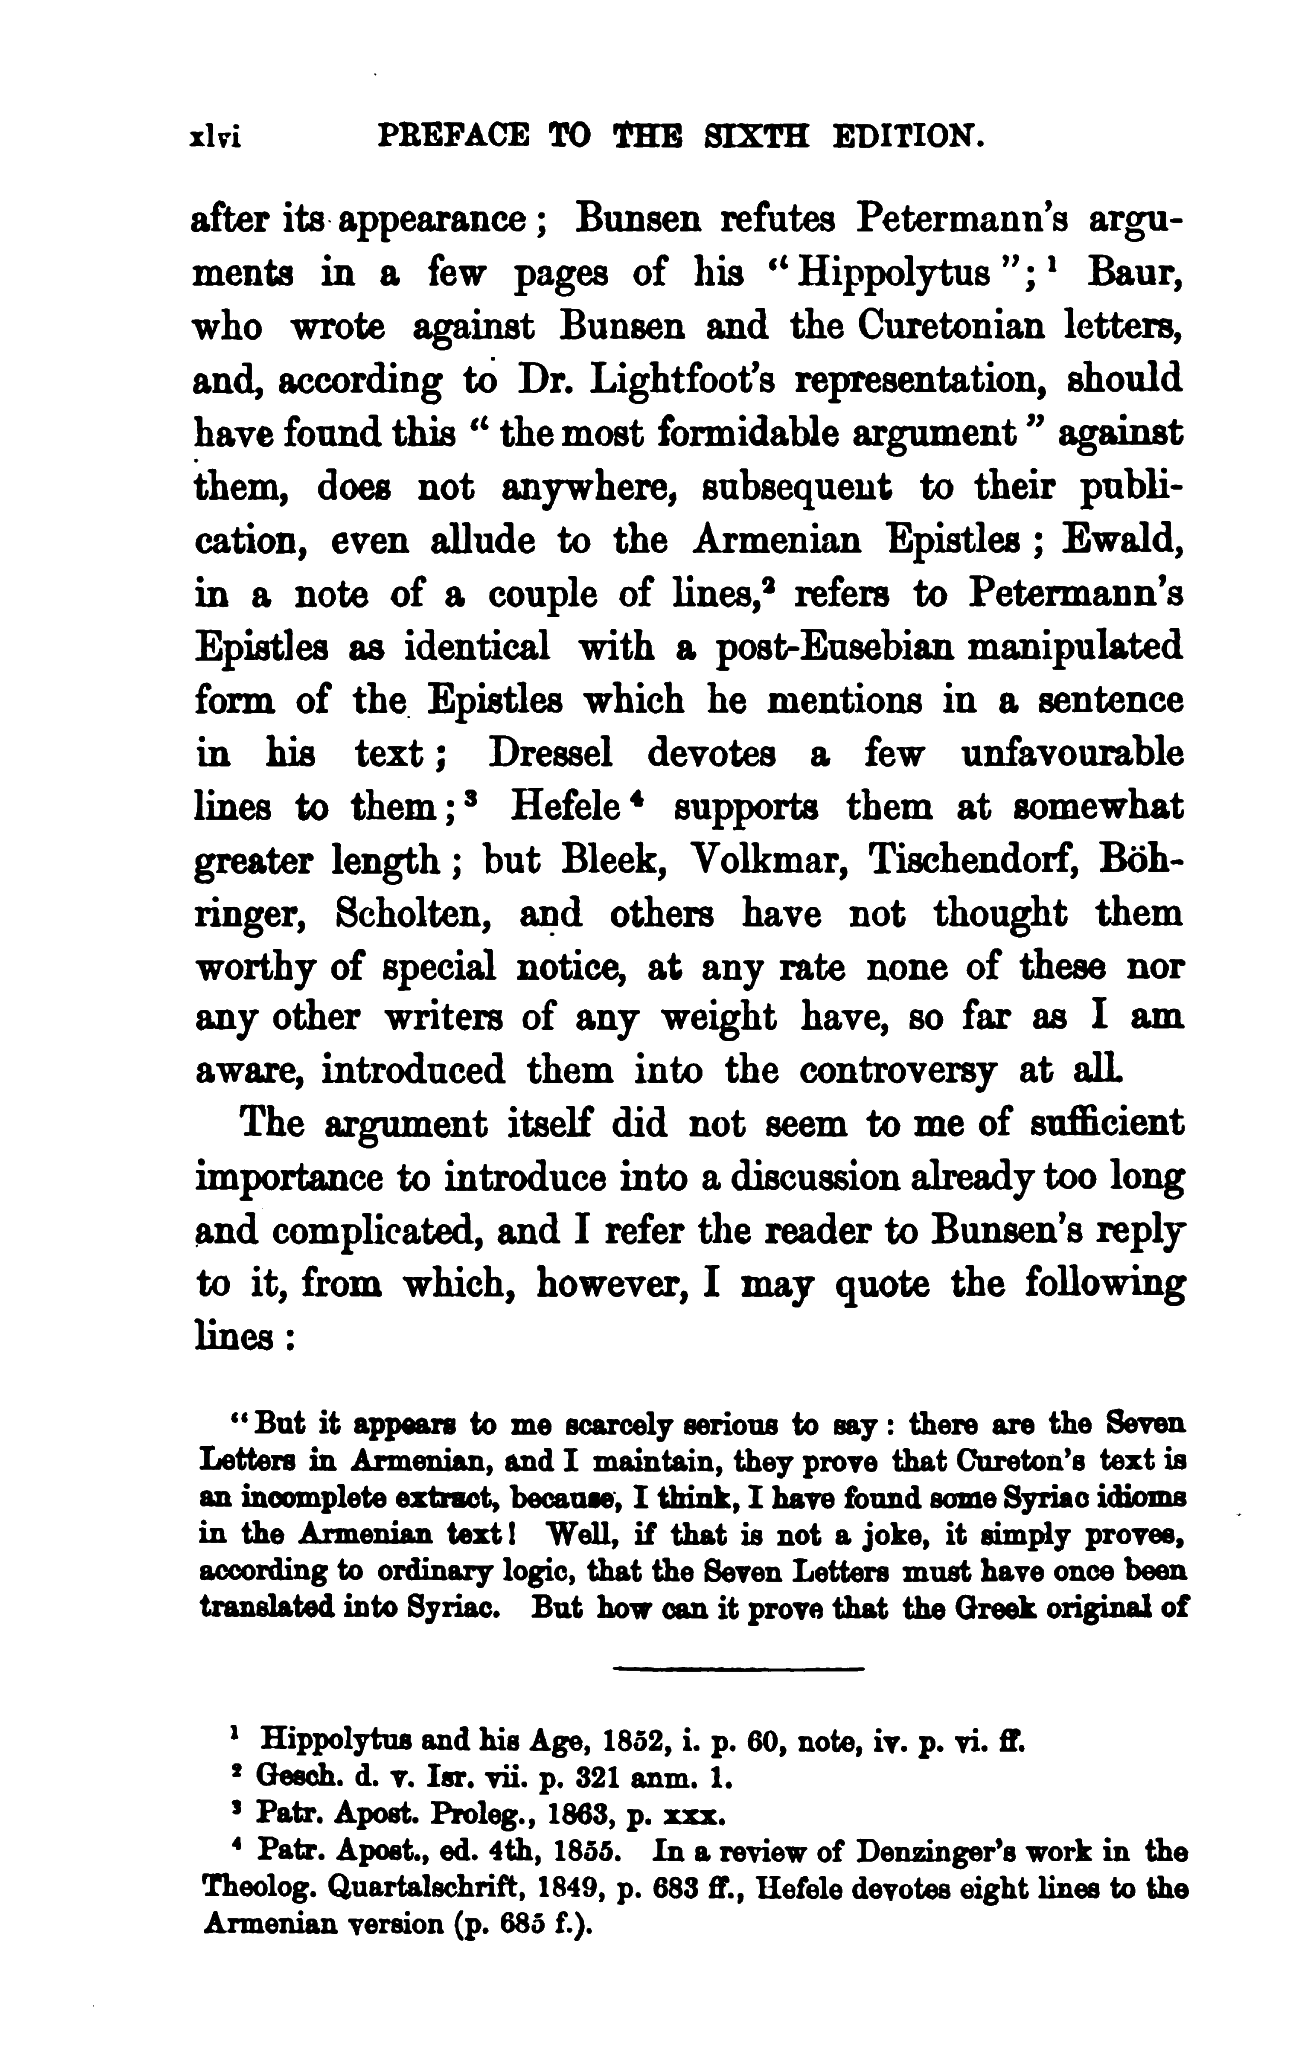 xlvi PREFACE TO THE SIXTH EDITION.
after its appearance; Bunsen refutes Petermann's argu-
ments in a few pages of his "Hippolytus";¹ Baur,
who wrote against Bunsen and the Curetonian letters,
and, according to Dr. Lightfoot's representation, should
have found this "the most formidable argument" against
them, does not anywhere, subsequent to their publi-
cation, even allude to the Armenian Epistles; Ewald,
in a note of a couple of lines,² refers to Petermann's
Epistles as identical with a post-Eusebian manipulated
form of the Epistles which he mentions in a sentence
in his text; Dressel devotes a few unfavourable
lines to them;³ Hefele⁴ supports them at somewhat
greater length; but Bleek, Volkmar, Tischendorf, Böh-
ringer, Scholten, and others have not thought them
worthy of special notice, at any rate none of these nor
any other writers of any weight have, so far as I am
aware, introduced them into the controversy at all.
The argument itself did not seem to me of sufficient
importance to introduce into a discussion already too long
and complicated, and I refer the reader to Bunsen's reply
to it, from which, however, I may quote the following
lines:
"But it appears to me scarcely serious to say: there are the Seven
Letters in Armenian, and I maintain, they prove that Cureton's text is
an incomplete extract, because, I think, I have found some Syriac idioms
in the Armenian text! Well, if that is not a joke, it simply proves,
according to ordinary logic, that the Seven Letters must have once been
translated into Syriac. But how can it prove that the Greek original of
¹ Hippolytus and his Age, 1852, i. p. 60, note, iv. p. vi. ff.
² Gesch. d. v. Isr. vii. p. 321 anm. 1.
³ Patr. Apost. Proleg., 1863, p. xxx.
⁴ Patr. Apost., ed. 4th, 1855. In a review of Denzinger's work in the
Theolog. Quartalschrift, 1849, p. 683 ff., Hefele devotes eight lines to the
Armenian version (p. 685 f.).